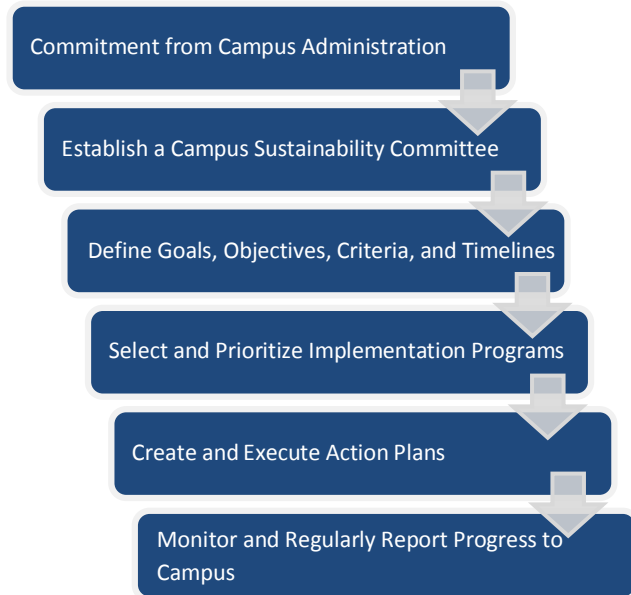 Commitment from Campus Administration
Establish a Campus Sustainability Committee
Define Goals, Objectives, Criteria, and Timelines
Select and Prioritize Implementation Programs
Create and Execute Action Plans
Monitor and Regularly Report Progress to
Campus